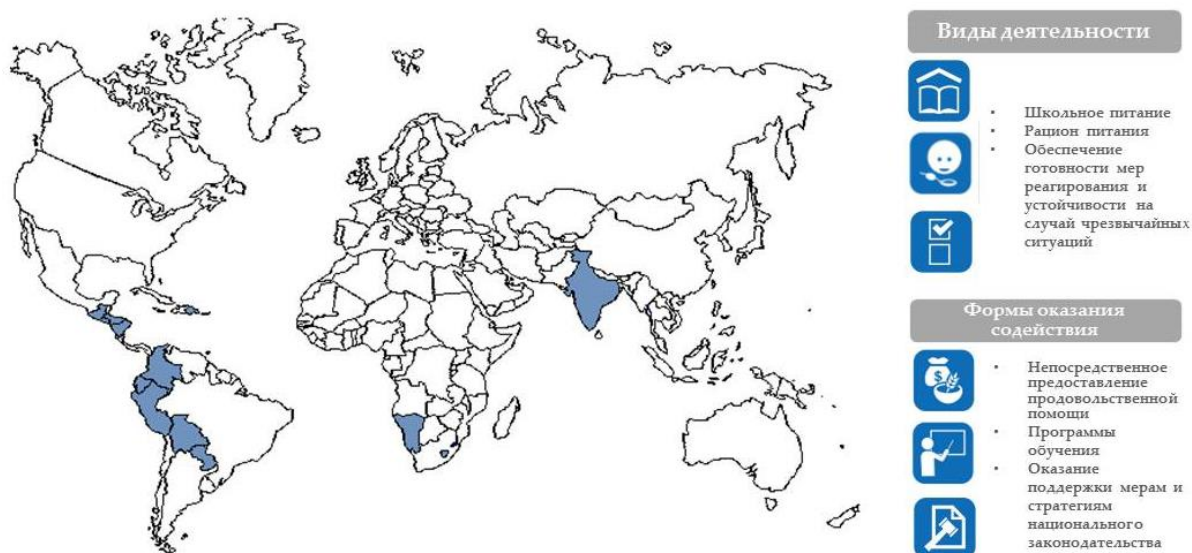 Виды деятельности
• Школьное питание
• Рацион питания
• Обеспечение
готовности мер
реагирования и
устойчивости на
случай чрезвычайных
ситуаций
Формы оказания
содействия
• Непосредственное
предоставление
продовольственной
помощи
• Программы
обучения
• Оказание
поддержки мерам и
стратегиям
национального
законодательства